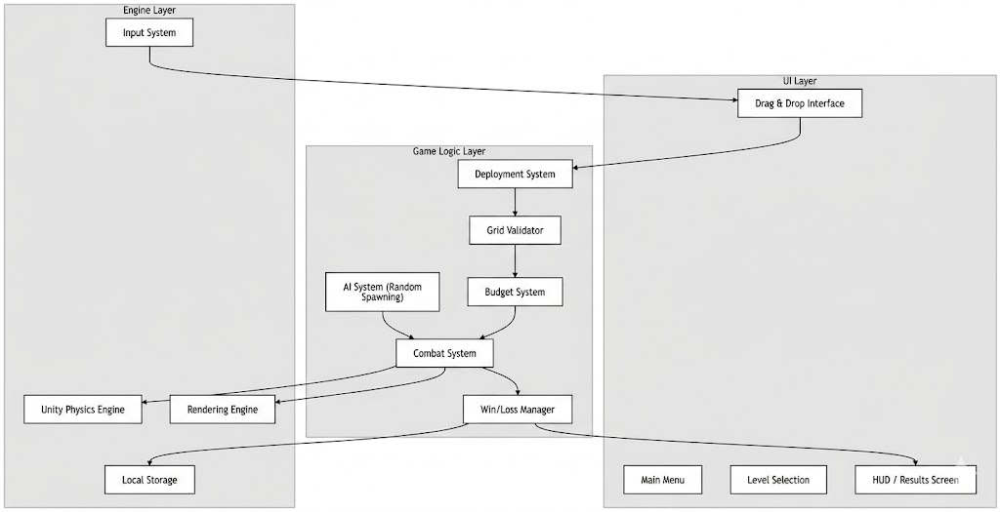 Engine Layer
Input System
UI Layer
Drag & Drop Interface
Game Logic Layer
Deployment System
Grid Validator
AI System (Random
Spawning)
Budget System
Combat System
Unity Physics Engine
Rendering Engine
Win/Loss Manager
Local Storage
Main Menu
Level Selection
HUD / Results Screen